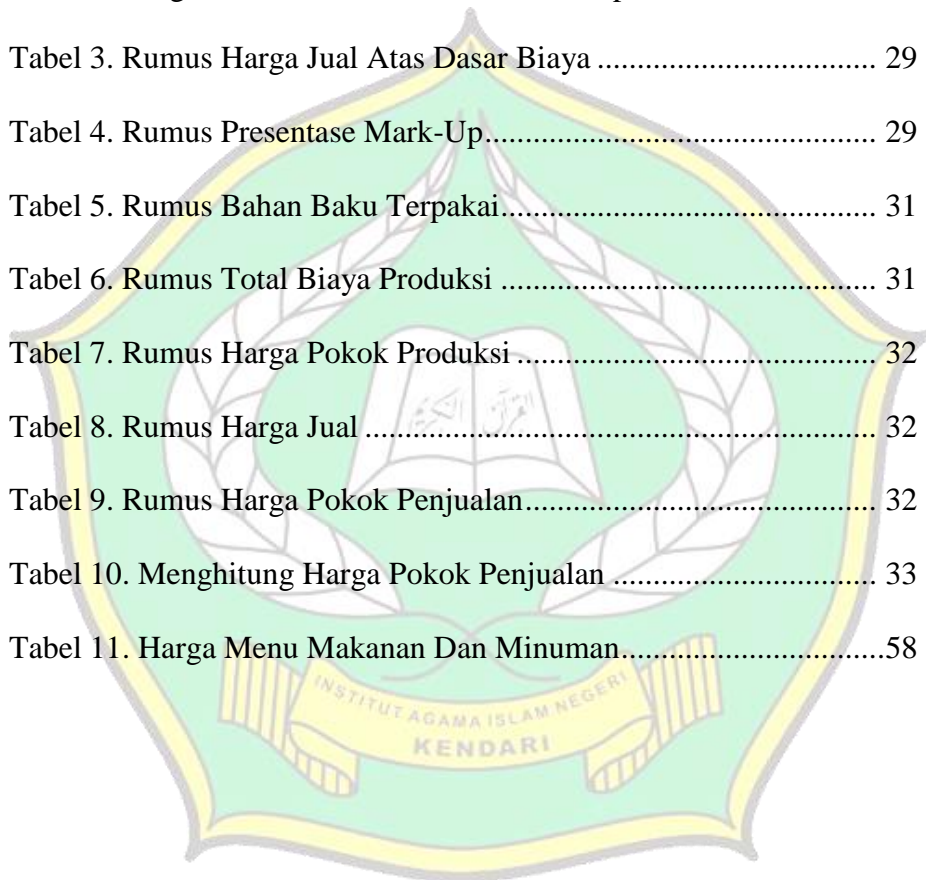 Tabel 3. Rumus Harga Jual Atas Dasar Biaya .................................. 29
Tabel 4. Rumus Presentase Mark-Up................................................ 29
Tabel 5. Rumus Bahan Baku Terpakai.............................................. 31
Tabel 6. Rumus Total Biaya Produksi .............................................. 31
Tabel 7. Rumus Harga Pokok Produksi ............................................ 32
Tabel 8. Rumus Harga Jual ............................................................... 32
Tabel 9. Rumus Harga Pokok Penjualan........................................... 32
Tabel 10. Menghitung Harga Pokok Penjualan ................................ 33
Tabel 11. Harga Menu Makanan Dan Minuman................................58
INSTITUT AGAMA ISLAM NEGERI
KENDARI